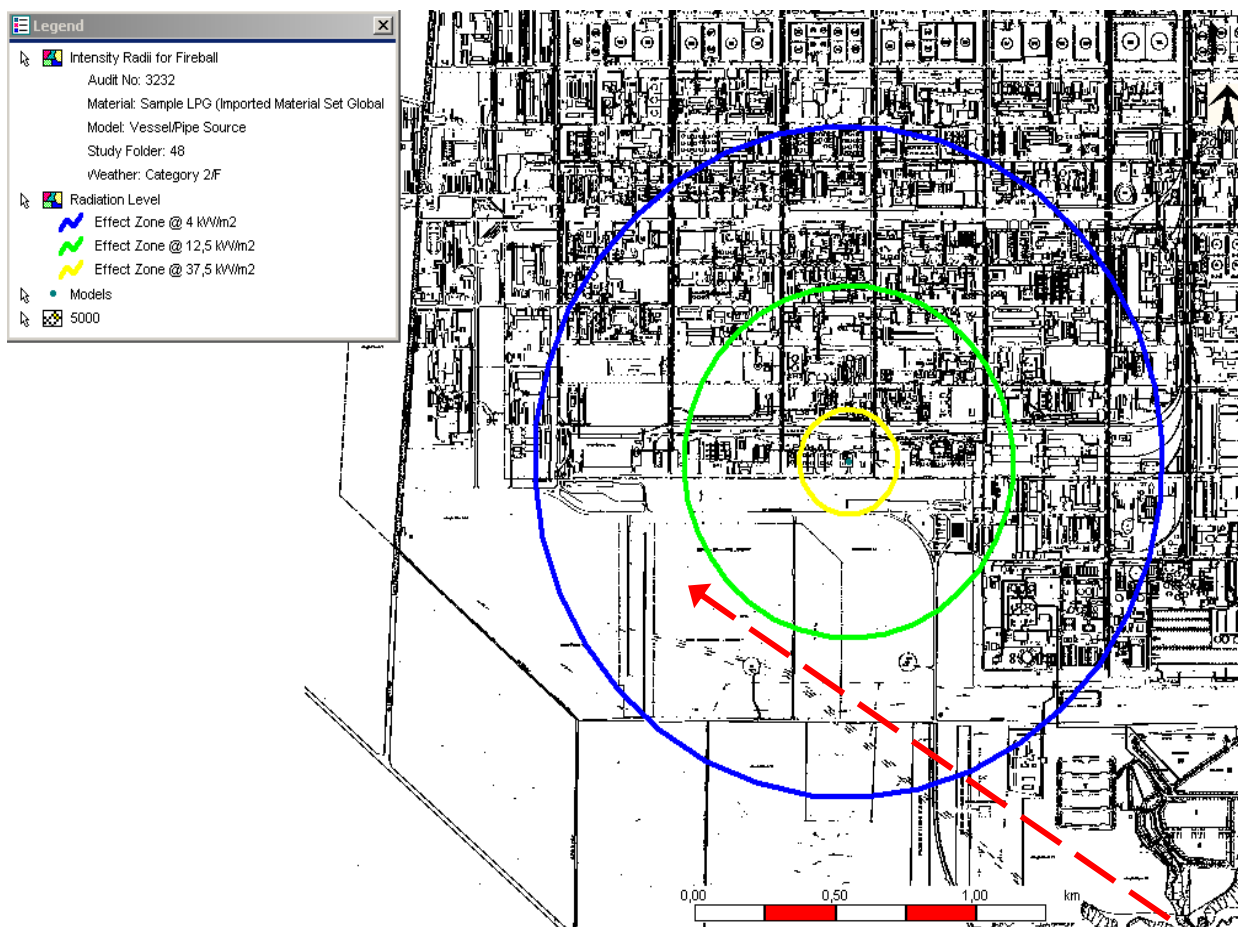 Legend
Intensity Radii for Fireball
Audit No: 3232
Material: Sample LPG (Imported Material Set Global
Model: Vessel/Pipe Source
Study Folder: 48
Weather: Category 2/F
Radiation Level
Effect Zone @ 4 kW/m2
Effect Zone @ 12,5 kW/m2
Effect Zone @ 37,5 kW/m2
Models
5000
0,00 0,50 1,00 km